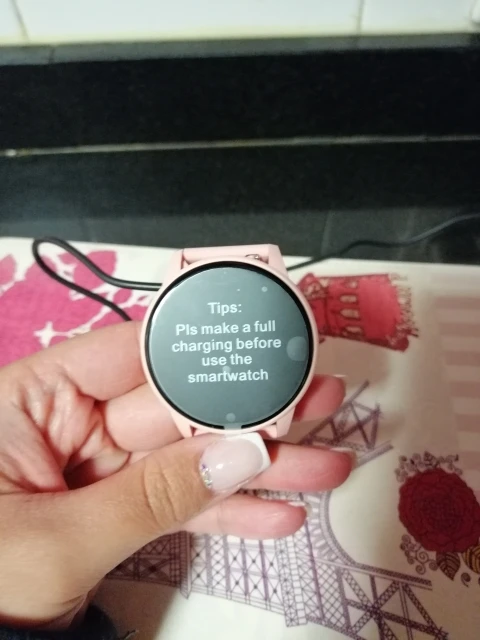 Tips:
Pls make a full
charging before
use the
smartwatch